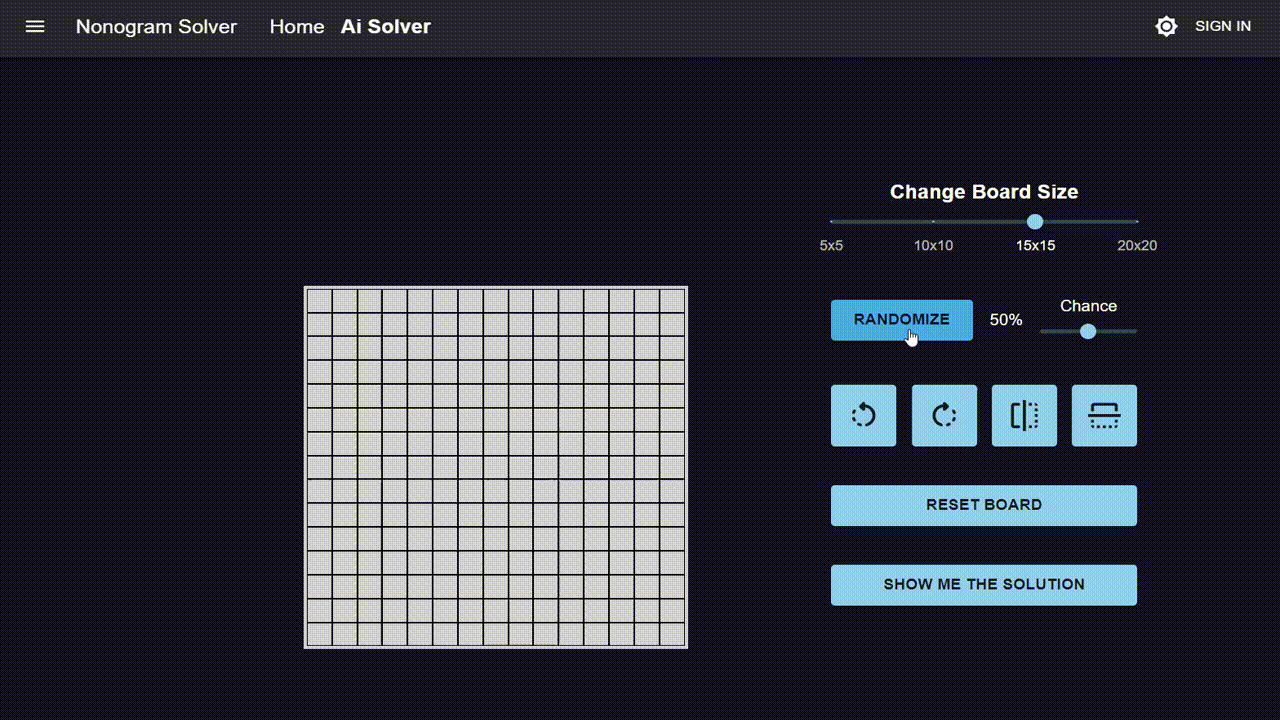 Nonogram Solver Home Ai Solver SIGN IN
Change Board Size
5x5 10x10 15x15 20x20
RANDOMIZE 50% Chance
RESET BOARD
SHOW ME THE SOLUTION